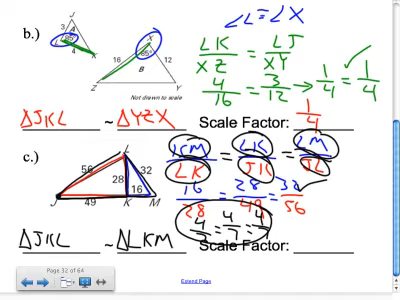 b.)
∠L ≅ ∠X
J
3
L
85°
4
K
X
16
85°
12
B
Z
Y
Not drawn to scale
LK/XZ = LJ/XY
4/16 = 3/12 → 1/4 = 1/4 ✓
ΔJKL ~ ΔYZX Scale Factor: 1/4
c.)
L
56
32
28
16
J
49
K
M
KM/LK = LK/JK = LM/JL
16/28 = 28/49 = 32/56
4/7 = 4/7 = 4/7
ΔJKL ~ ΔLKM Scale Factor:
Page 32 of 64
Extend Page